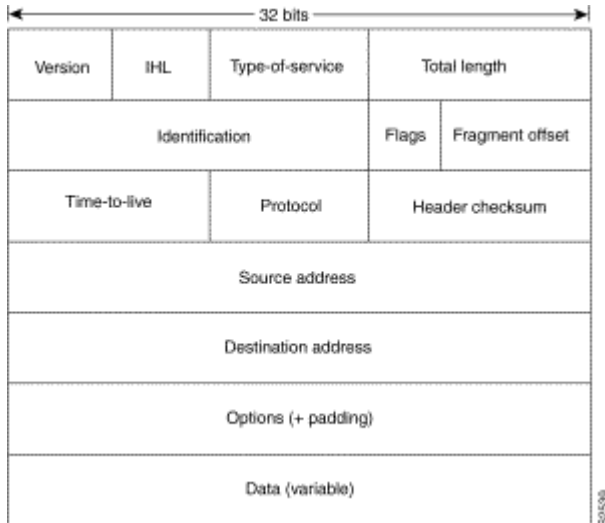 32 bits
Version IHL Type-of-service Total length
Identification Flags Fragment offset
Time-to-live Protocol Header checksum
Source address
Destination address
Options (+ padding)
Data (variable)